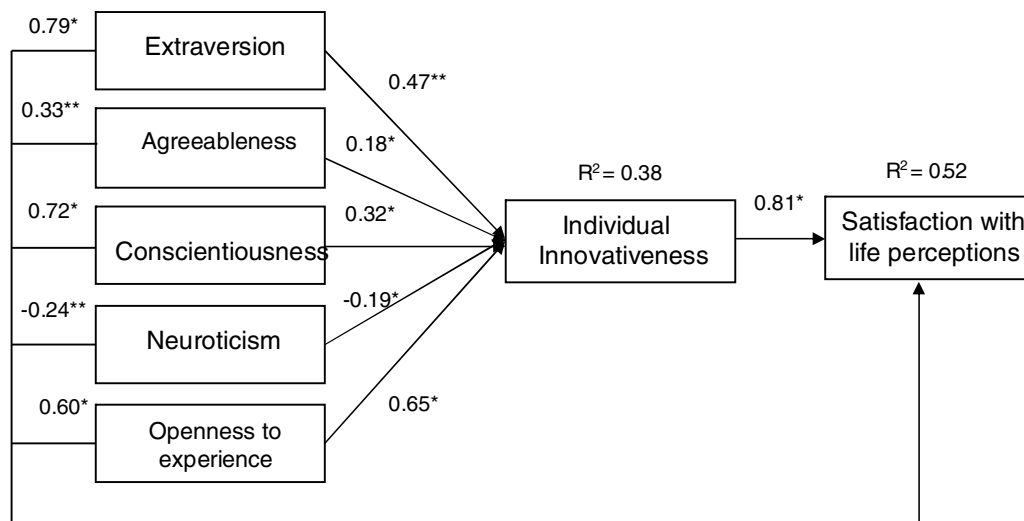 0.79*
Extraversion
0.47**
0.33**
Agreeableness
0.18*
R² = 0.38
R² = 0.52
0.72*
Conscientiousness
0.32*
Individual
Innovativeness
0.81*
Satisfaction with
life perceptions
-0.24**
Neuroticism
-0.19*
0.60*
Openness to
experience
0.65*